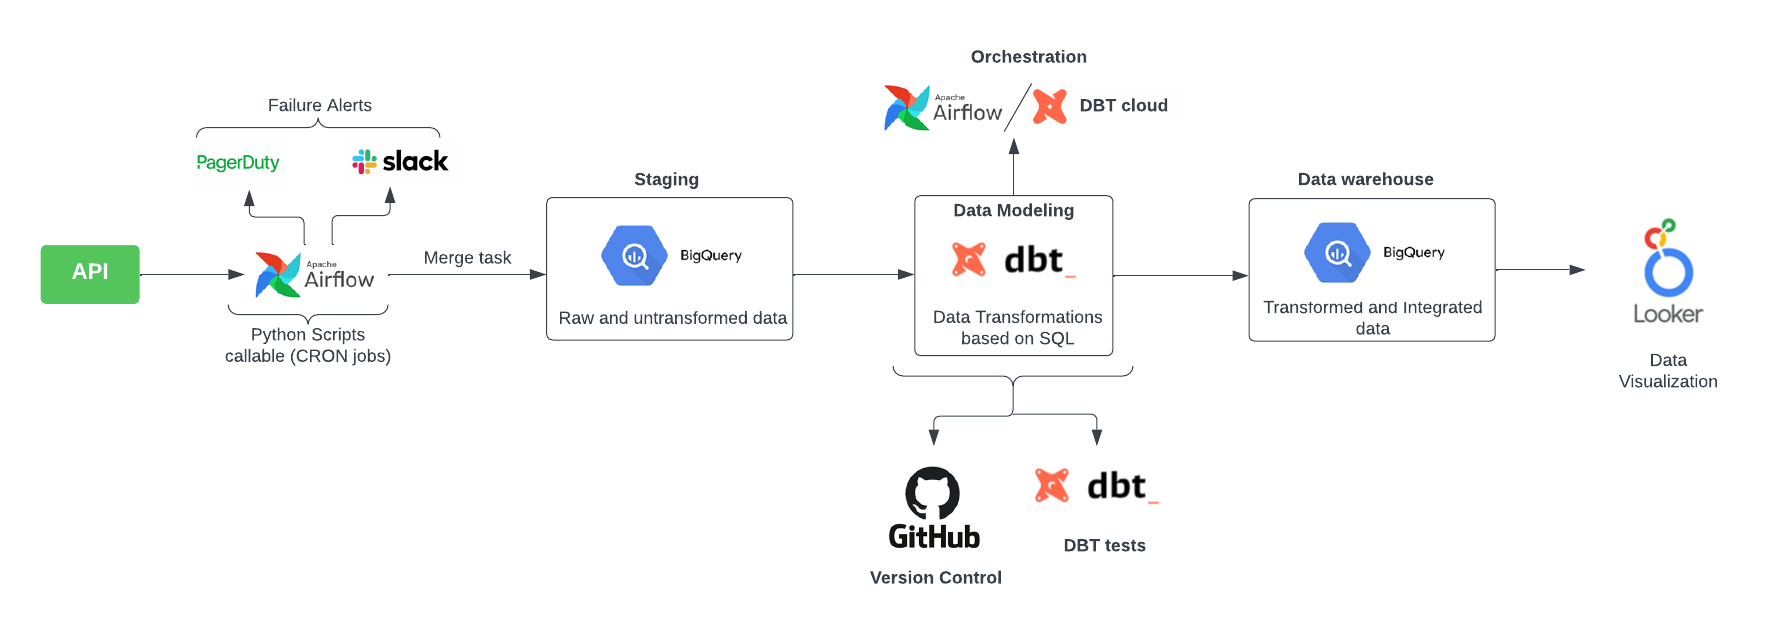 Orchestration
Apache
Airflow
DBT cloud
Failure Alerts
PagerDuty
slack
Staging
Data Modeling
Data warehouse
API
Apache
Airflow
Merge task
BigQuery
dbt_
BigQuery
Looker
Raw and untransformed data
Data Transformations
based on SQL
Transformed and Integrated
data
Python Scripts
callable (CRON jobs)
Data
Visualization
GitHub
Version Control
dbt_
DBT tests